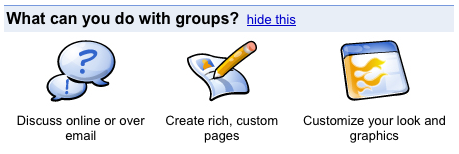 What can you do with groups? hide this
Discuss online or over email
Create rich, custom pages
Customize your look and graphics